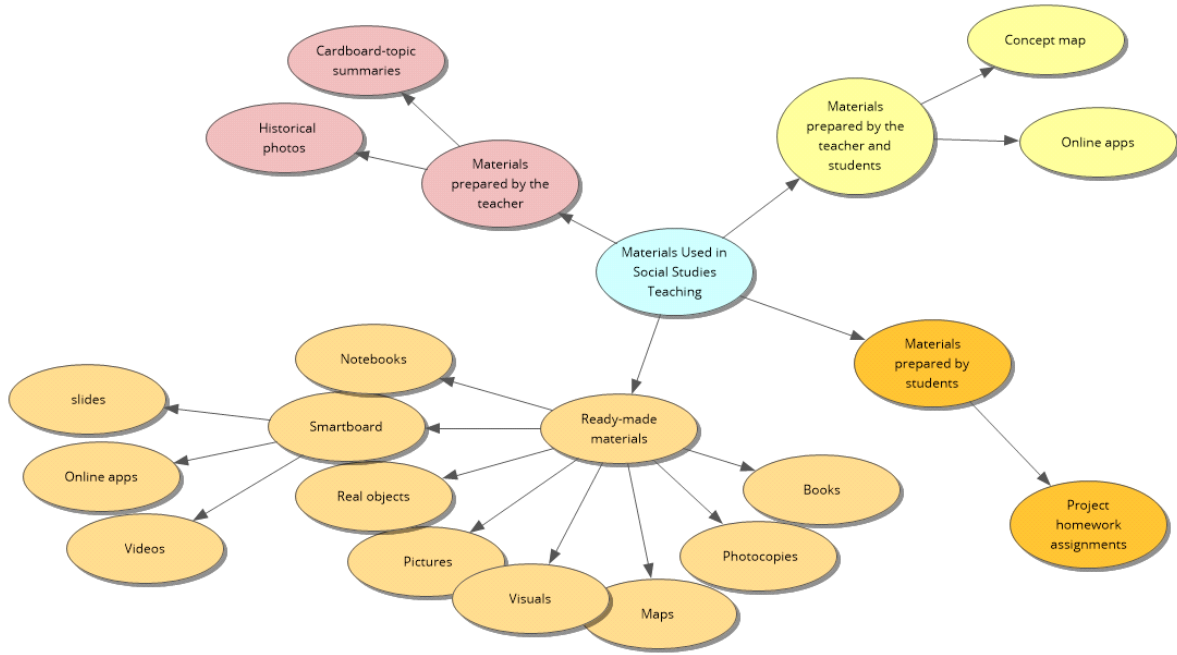 Cardboard-topic
summaries
Historical
photos
Materials
prepared by the
teacher
Concept map
Materials
prepared by the
teacher and
students
Online apps
Materials Used in
Social Studies
Teaching
Materials
prepared by
students
Project
homework
assignments
Notebooks
slides
Smartboard
Ready-made
materials
Online apps
Real objects
Books
Videos
Pictures
Photocopies
Visuals
Maps